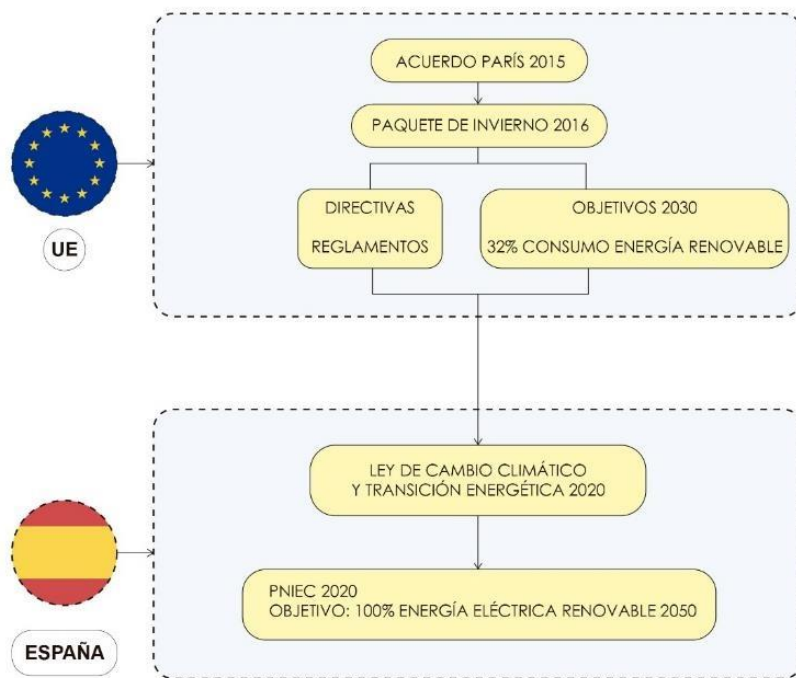 ACUERDO PARÍS 2015
PAQUETE DE INVIERNO 2016
DIRECTIVAS
REGLAMENTOS
OBJETIVOS 2030
32% CONSUMO ENERGÍA RENOVABLE
UE
LEY DE CAMBIO CLIMÁTICO
Y TRANSICIÓN ENERGÉTICA 2020
PNIEC 2020
OBJETIVO: 100% ENERGÍA ELÉCTRICA RENOVABLE 2050
ESPAÑA